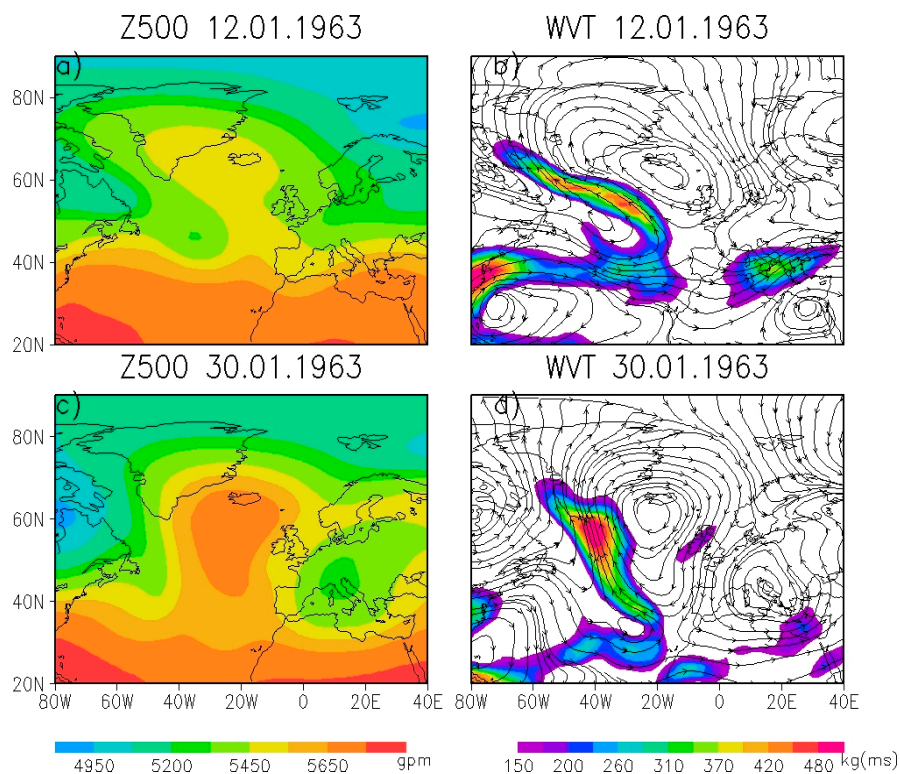 Z500 12.01.1963
WVT 12.01.1963
a)
b)
80N
60N
40N
20N
Z500 30.01.1963
WVT 30.01.1963
c)
d)
80N
60N
40N
20N
80W 60W 40W 20W 0 20E 40E
80W 60W 40W 20W 0 20E 40E
4950 5200 5450 5650 gpm
150 200 260 310 370 420 480 kg(ms)